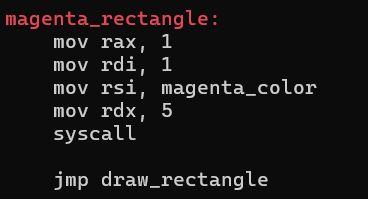 magenta_rectangle:
    mov rax, 1
    mov rdi, 1
    mov rsi, magenta_color
    mov rdx, 5
    syscall

    jmp draw_rectangle